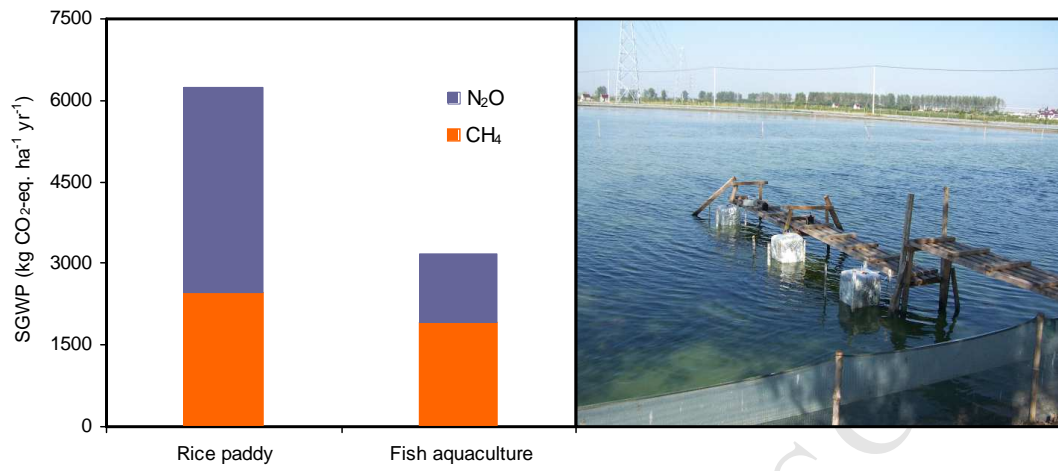 7500
6000
4500
3000
1500
0
SGWP (kg CO₂-eq. ha⁻¹ yr⁻¹)
N₂O
CH₄
Rice paddy
Fish aquaculture